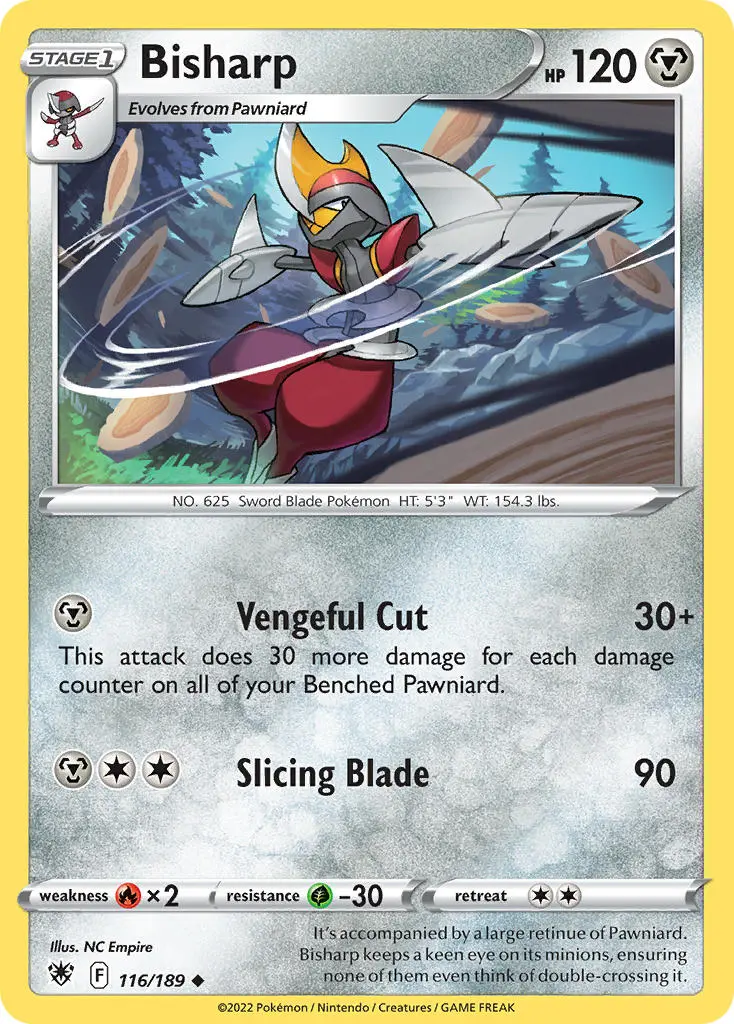 STAGE 1
Bisharp
HP 120
Evolves from Pawniard
NO. 625 Sword Blade Pokémon HT: 5'3" WT: 154.3 lbs.
Vengeful Cut 30+
This attack does 30 more damage for each damage
counter on all of your Benched Pawniard.
Slicing Blade 90
weakness ×2 resistance -30 retreat
Illus. NC Empire
It's accompanied by a large retinue of Pawniard.
Bisharp keeps a keen eye on its minions, ensuring
none of them even think of double-crossing it.
F 116/189
©2022 Pokémon / Nintendo / Creatures / GAME FREAK